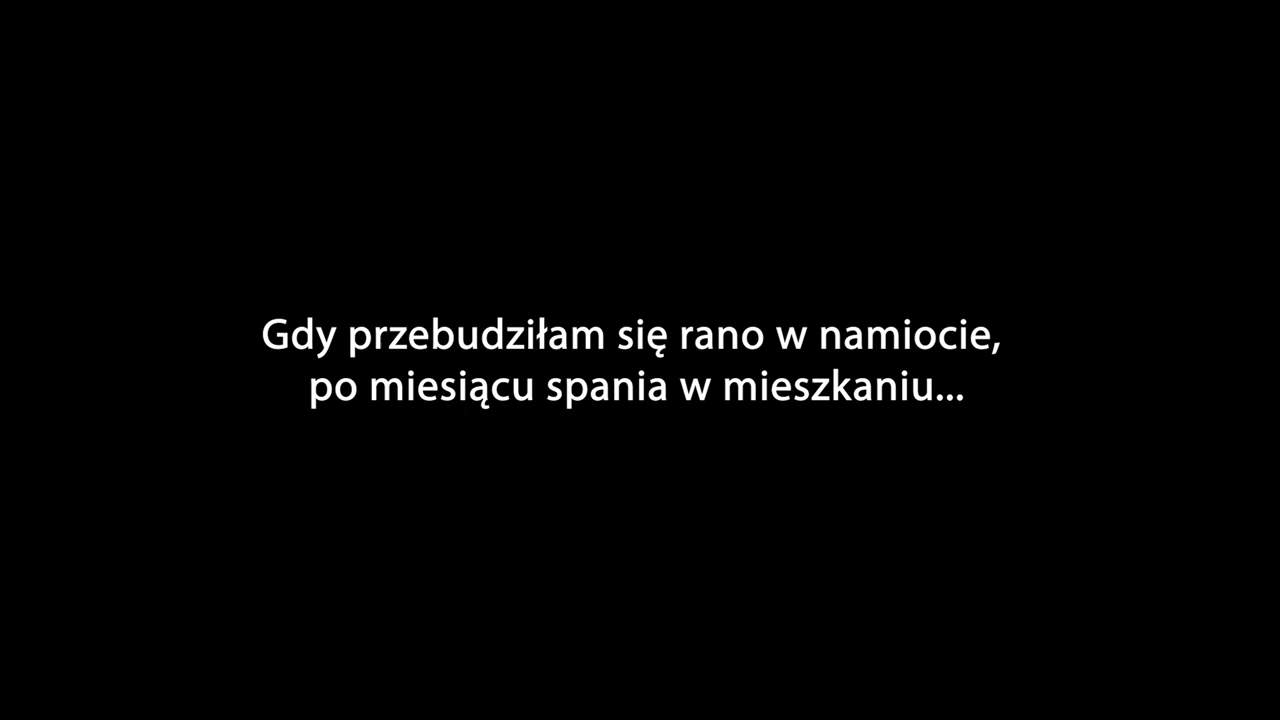 Gdy przebudziłam się rano w namiocie,
po miesiącu spania w mieszkaniu...